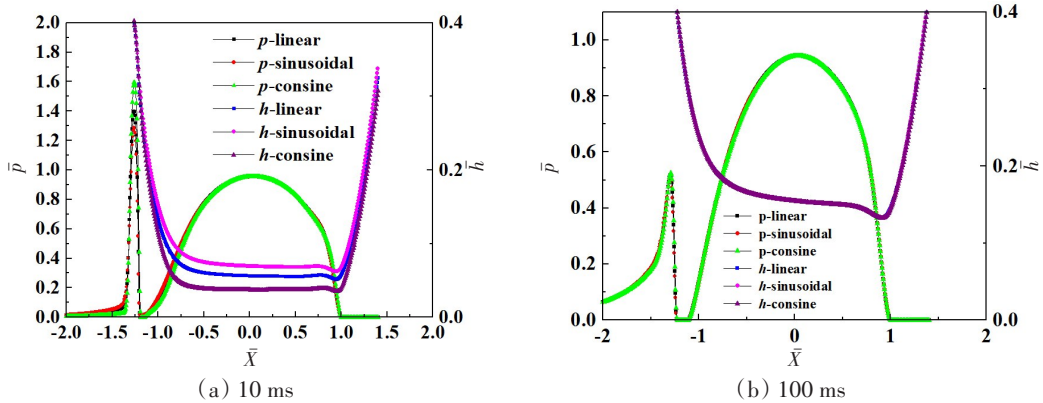 2.0
1.8
1.6
1.4
1.2
1.0
0.8
0.6
0.4
0.2
0.0
p̄
p-linear
p-sinusoidal
p-consine
h-linear
h-sinusoidal
h-consine
0.4
0.2
0.0
h̄
-2.0 -1.5 -1.0 -0.5 0.0 0.5 1.0 1.5 2.0
X̄
(a) 10 ms
1.0
0.8
0.6
0.4
0.2
0.0
p̄
p-linear
p-sinusoidal
p-consine
h-linear
h-sinusoidal
h-consine
0.4
0.2
0.0
h̄
-2 -1 0 1 2
X̄
(b) 100 ms